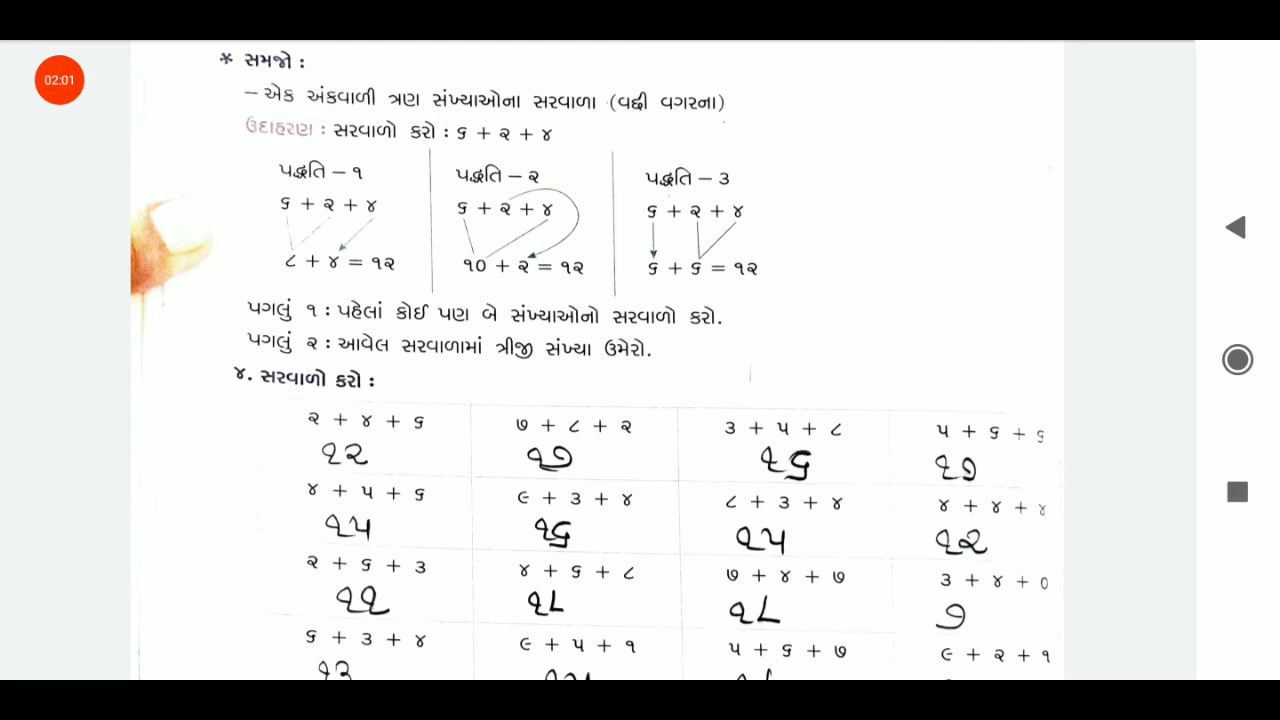 02:01
* સમજો :
– એક અંકવાળી ત્રણ સંખ્યાઓના સરવાળા (વદ્દી વગરના)
ઉદાહરણ : સરવાળો કરો : ૬ + ૨ + ૪
પદ્ધતિ – ૧ પદ્ધતિ – ૨ પદ્ધતિ – ૩
૬ + ૨ + ૪ ૬ + ૨ + ૪ ૬ + ૨ + ૪
૮ + ૪ = ૧૨ ૧૦ + ૨ = ૧૨ ૬ + ૬ = ૧૨
પગલું ૧ : પહેલાં કોઈ પણ બે સંખ્યાઓનો સરવાળો કરો.
પગલું ૨ : આવેલ સરવાળામાં ત્રીજી સંખ્યા ઉમેરો.
૪. સરવાળો કરો :
૨ + ૪ + ૬ ૭ + ૮ + ૨ ૩ + ૫ + ૮ ૫ + ૬ + ૬
૧૨ ૧૭ ૧૬ ૧૭
૪ + ૫ + ૬ ૯ + ૩ + ૪ ૮ + ૩ + ૪ ૪ + ૪ + ૪
૧૫ ૧૬ ૧૫ ૧૨
૨ + ૬ + ૩ ૪ + ૬ + ૮ ૭ + ૪ + ૭ ૩ + ૪ + ૦
૧૧ ૧૮ ૧૮ ૭
૬ + ૩ + ૪ ૯ + ૫ + ૧ ૫ + ૬ + ૭ ૯ + ૨ + ૧
૧૩ ૧૫ ૧૮